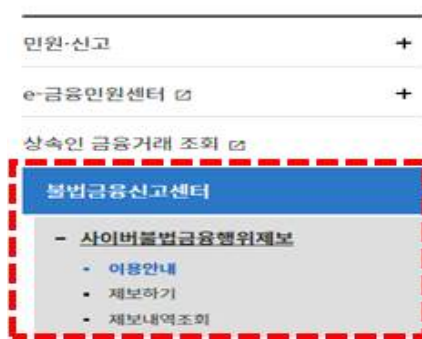 민원·신고 +
e-금융민원센터 +
상속인 금융거래 조회
불법금융신고센터
- 사이버불법금융행위제보
• 이용안내
▪ 제보하기
▪ 제보내역조회